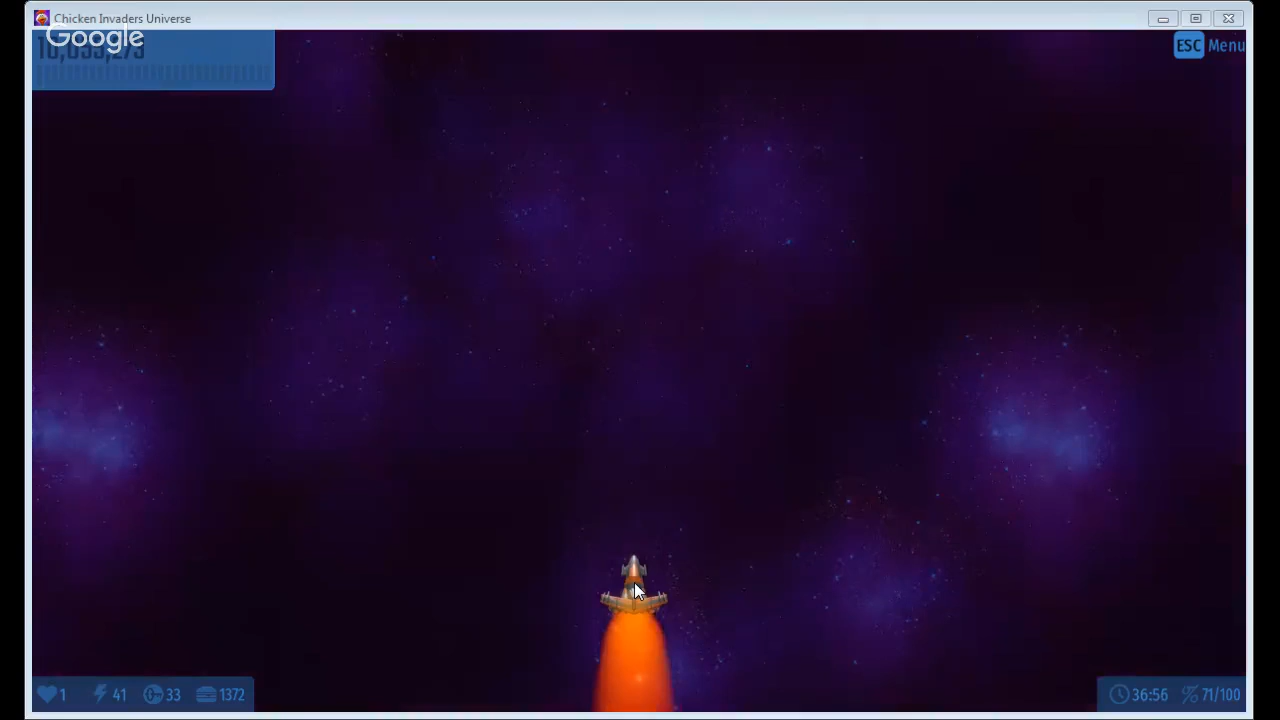 Chicken Invaders Universe
Google
ESC Menu
1 41 33 1372
36:56 71/100